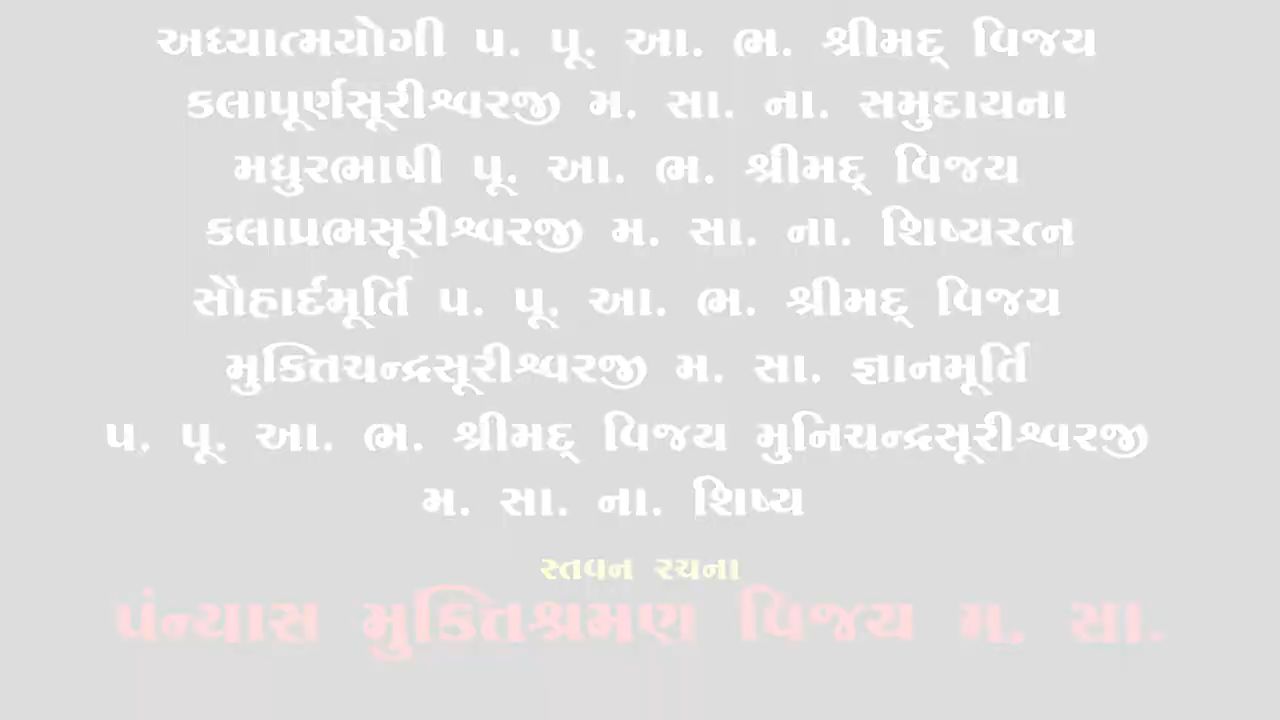 અધ્યાત્મયોગી પ. પૂ. આ. ભ. શ્રીમદ્ વિજય
કલાપૂર્ણસૂરીશ્વરજી મ. સા. ના. સમુદાયના
મધુરભાષી પૂ. આ. ભ. શ્રીમદ્ વિજય
કલાપ્રભસૂરીશ્વરજી મ. સા. ના. શિષ્યરત્ન
સૌહાર્દમૂર્તિ પ. પૂ. આ. ભ. શ્રીમદ્ વિજય
મુક્તિચન્દ્રસૂરીશ્વરજી મ. સા. જ્ઞાનમૂર્તિ
પ. પૂ. આ. ભ. શ્રીમદ્ વિજય મુનિચન્દ્રસૂરીશ્વરજી
મ. સા. ના. શિષ્ય
સ્તવન રચના
પંન્યાસ મુક્તિશ્રમણ વિજય મ. સા.